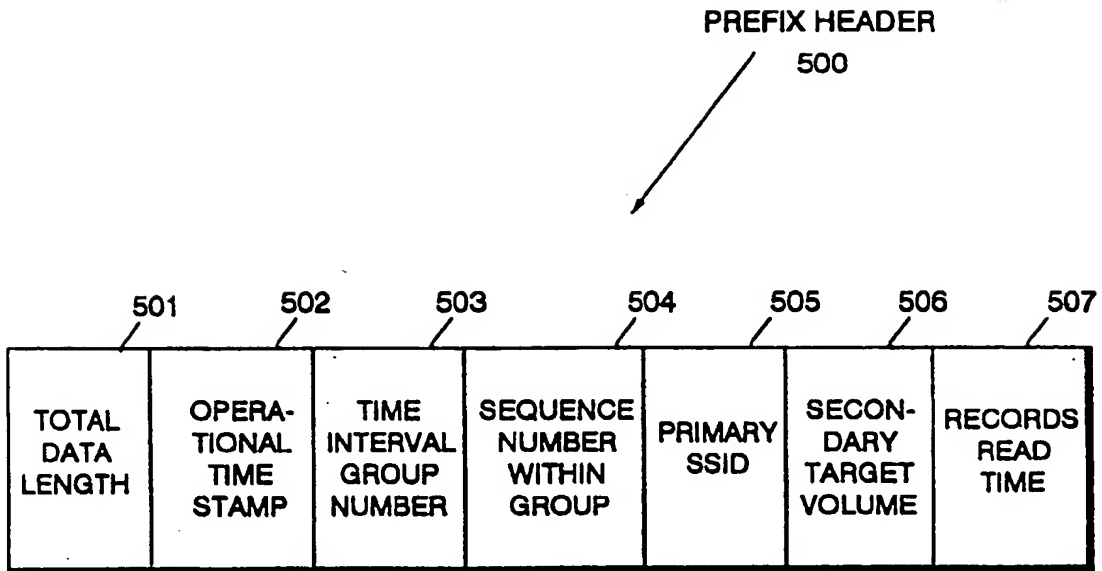 PREFIX HEADER
500
501 502 503 504 505 506 507
TOTAL
DATA
LENGTH
OPERA-
TIONAL
TIME
STAMP
TIME
INTERVAL
GROUP
NUMBER
SEQUENCE
NUMBER
WITHIN
GROUP
PRIMARY
SSID
SECON-
DARY
TARGET
VOLUME
RECORDS
READ
TIME